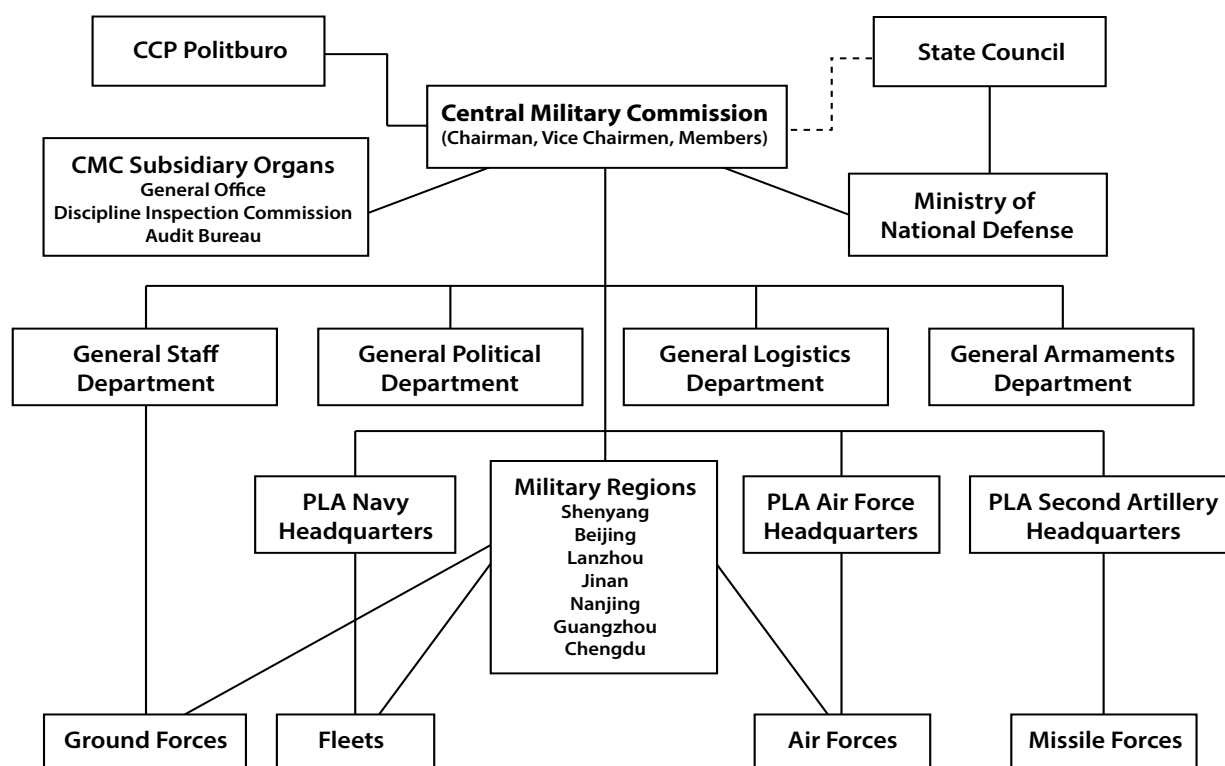 CCP Politburo
State Council
Central Military Commission
(Chairman, Vice Chairmen, Members)
CMC Subsidiary Organs
General Office
Discipline Inspection Commission
Audit Bureau
Ministry of
National Defense
General Staff
Department
General Political
Department
General Logistics
Department
General Armaments
Department
PLA Navy
Headquarters
Military Regions
Shenyang
Beijing
Lanzhou
Jinan
Nanjing
Guangzhou
Chengdu
PLA Air Force
Headquarters
PLA Second Artillery
Headquarters
Ground Forces
Fleets
Air Forces
Missile Forces